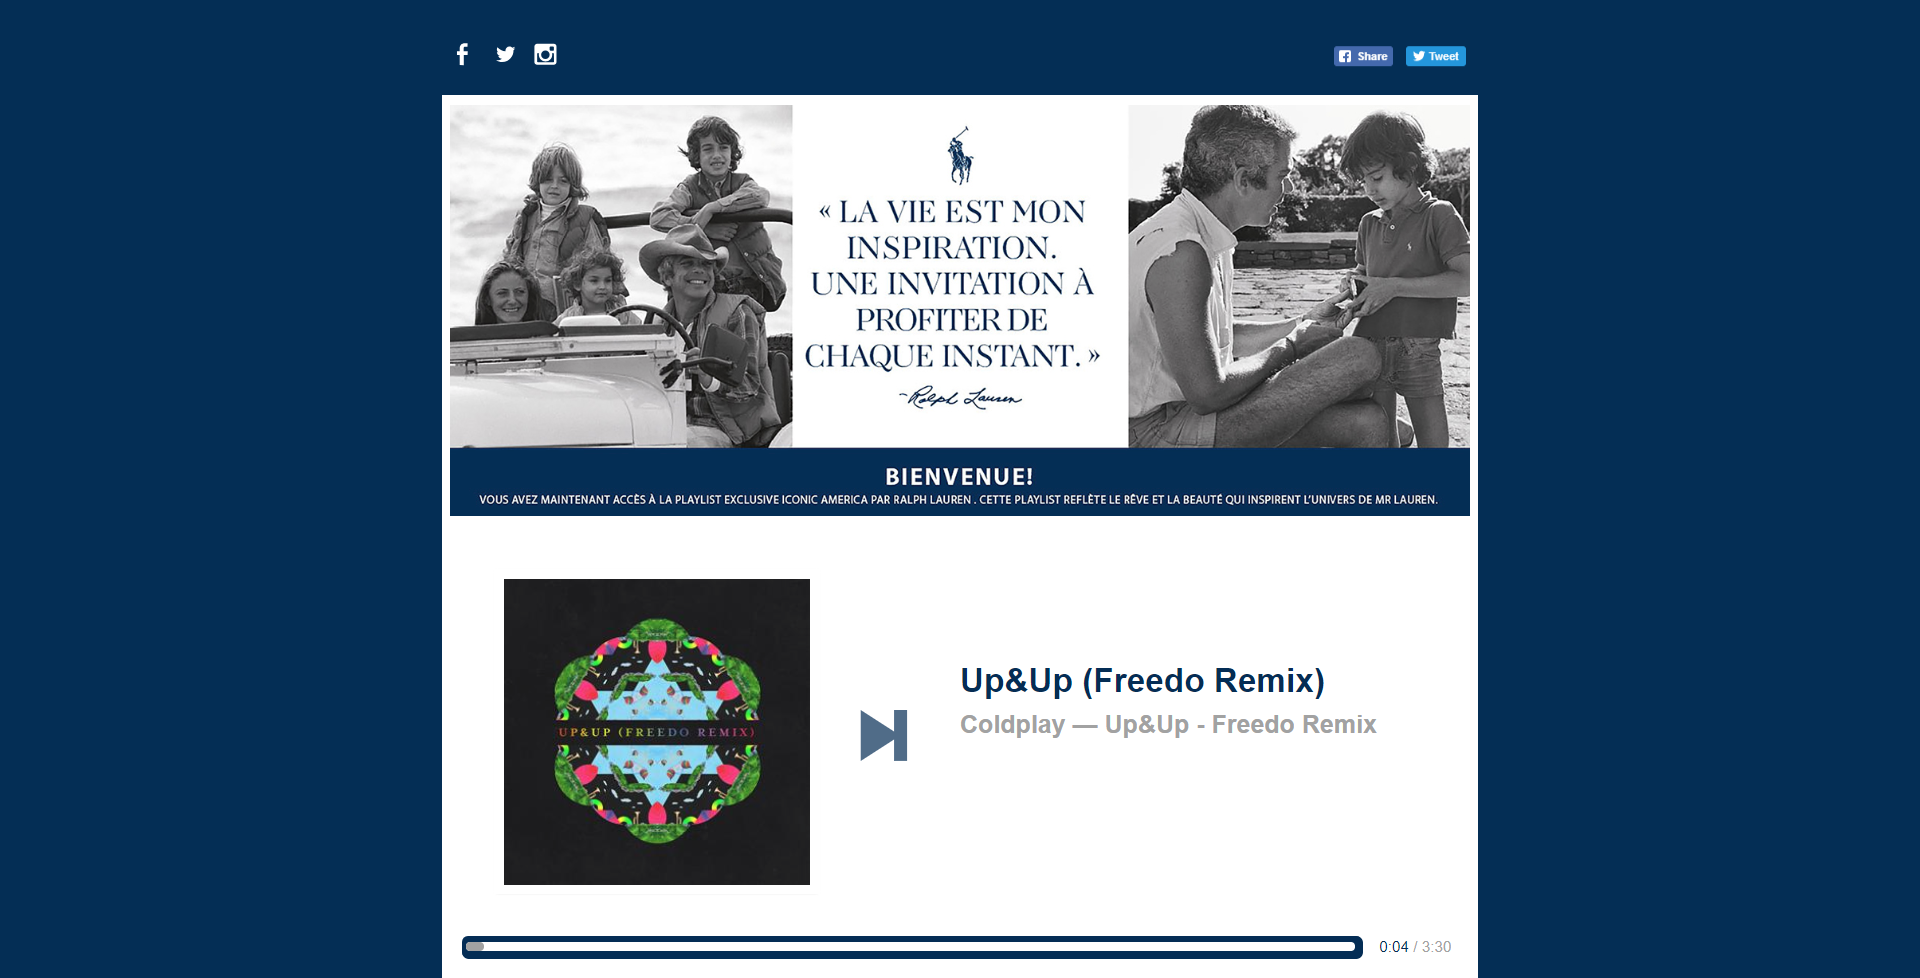 Share Tweet
« LA VIE EST MON
INSPIRATION.
UNE INVITATION À
PROFITER DE
CHAQUE INSTANT. »
~Ralph Lauren
BIENVENUE!
VOUS AVEZ MAINTENANT ACCÈS À LA PLAYLIST EXCLUSIVE ICONIC AMERICA PAR RALPH LAUREN . CETTE PLAYLIST REFLÈTE LE RÊVE ET LA BEAUTÉ QUI INSPIRENT L'UNIVERS DE MR LAUREN.
UP&UP (FREEDO REMIX)
Up&Up (Freedo Remix)
Coldplay — Up&Up - Freedo Remix
0:04 / 3:30